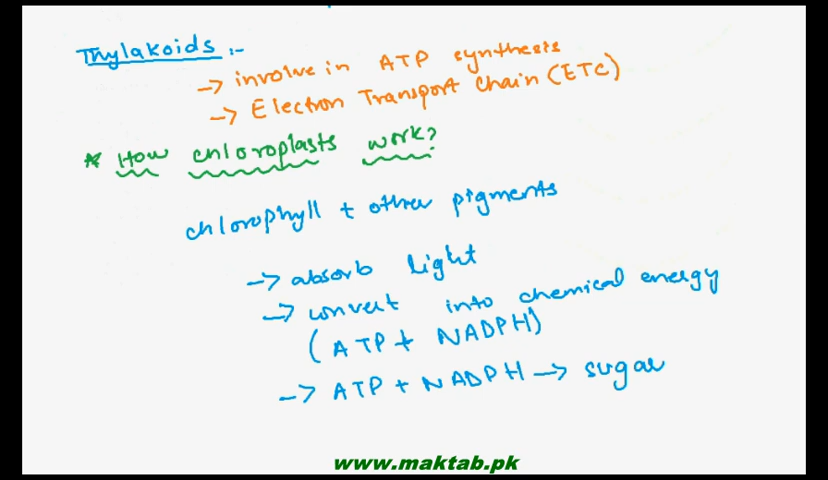 Thylakoids :-
-> involve in ATP synthesis
-> Electron Transport Chain (ETC)
* How chloroplasts work?
chlorophyll + other pigments
-> absorb light
-> convert into chemical energy
(ATP + NADPH)
-> ATP + NADPH -> sugar
www.maktab.pk